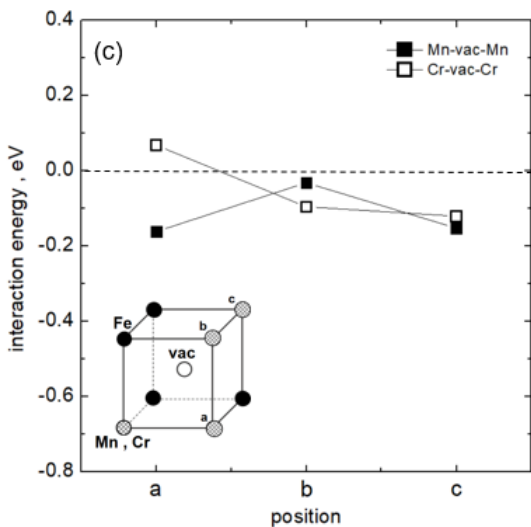 (c)
Mn-vac-Mn
Cr-vac-Cr
0.4
0.2
0.0
-0.2
-0.4
-0.6
-0.8
interaction energy , eV
c
Fe
b
vac
a
Mn , Cr
a b c
position